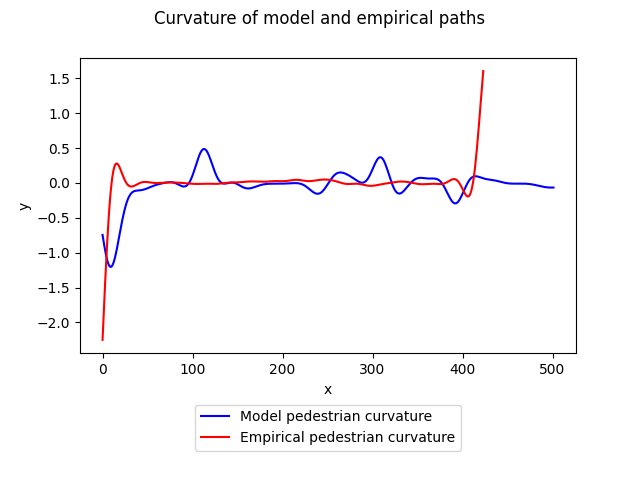 Curvature of model and empirical paths
1.5
1.0
0.5
0.0
−0.5
−1.0
−1.5
−2.0
y
0 100 200 300 400 500
x
Model pedestrian curvature
Empirical pedestrian curvature